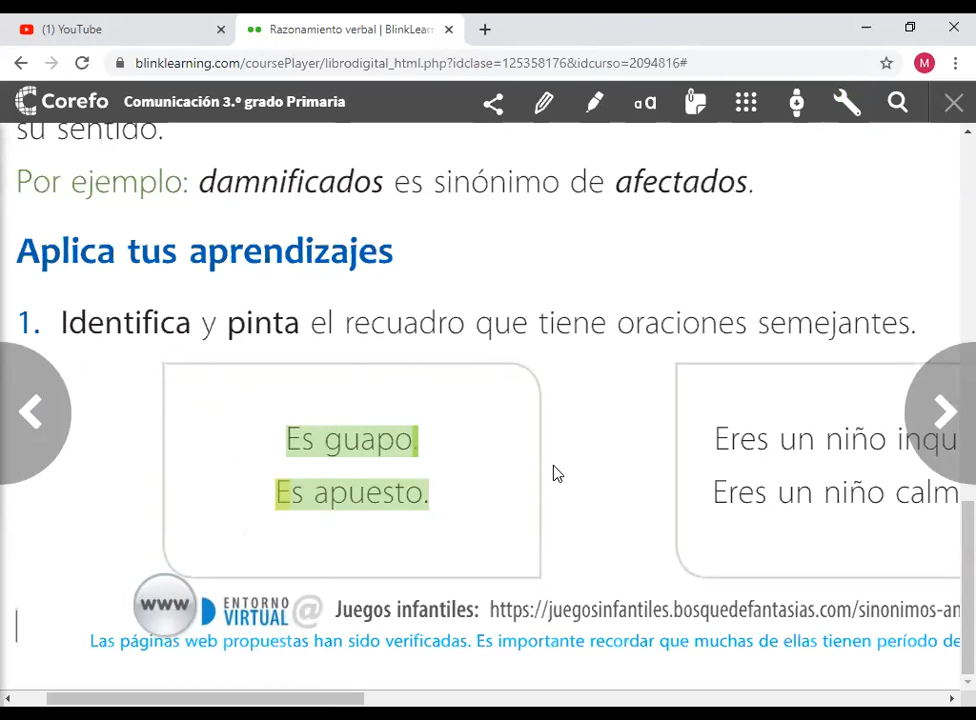 (1) YouTube
Razonamiento verbal | BlinkLearn
blinklearning.com/coursePlayer/librodigital_html.php?idclase=125358176&idcurso=2094816#
M
Corefo Comunicación 3.º grado Primaria
aA
su sentido.
Por ejemplo: damnificados es sinónimo de afectados.
Aplica tus aprendizajes
1. Identifica y pinta el recuadro que tiene oraciones semejantes.
Es guapo.
Es apuesto.
Eres un niño inqu
Eres un niño calm
www ENTORNO VIRTUAL @ Juegos infantiles: https://juegosinfantiles.bosquedefantasias.com/sinonimos-an
Las páginas web propuestas han sido verificadas. Es importante recordar que muchas de ellas tienen período de